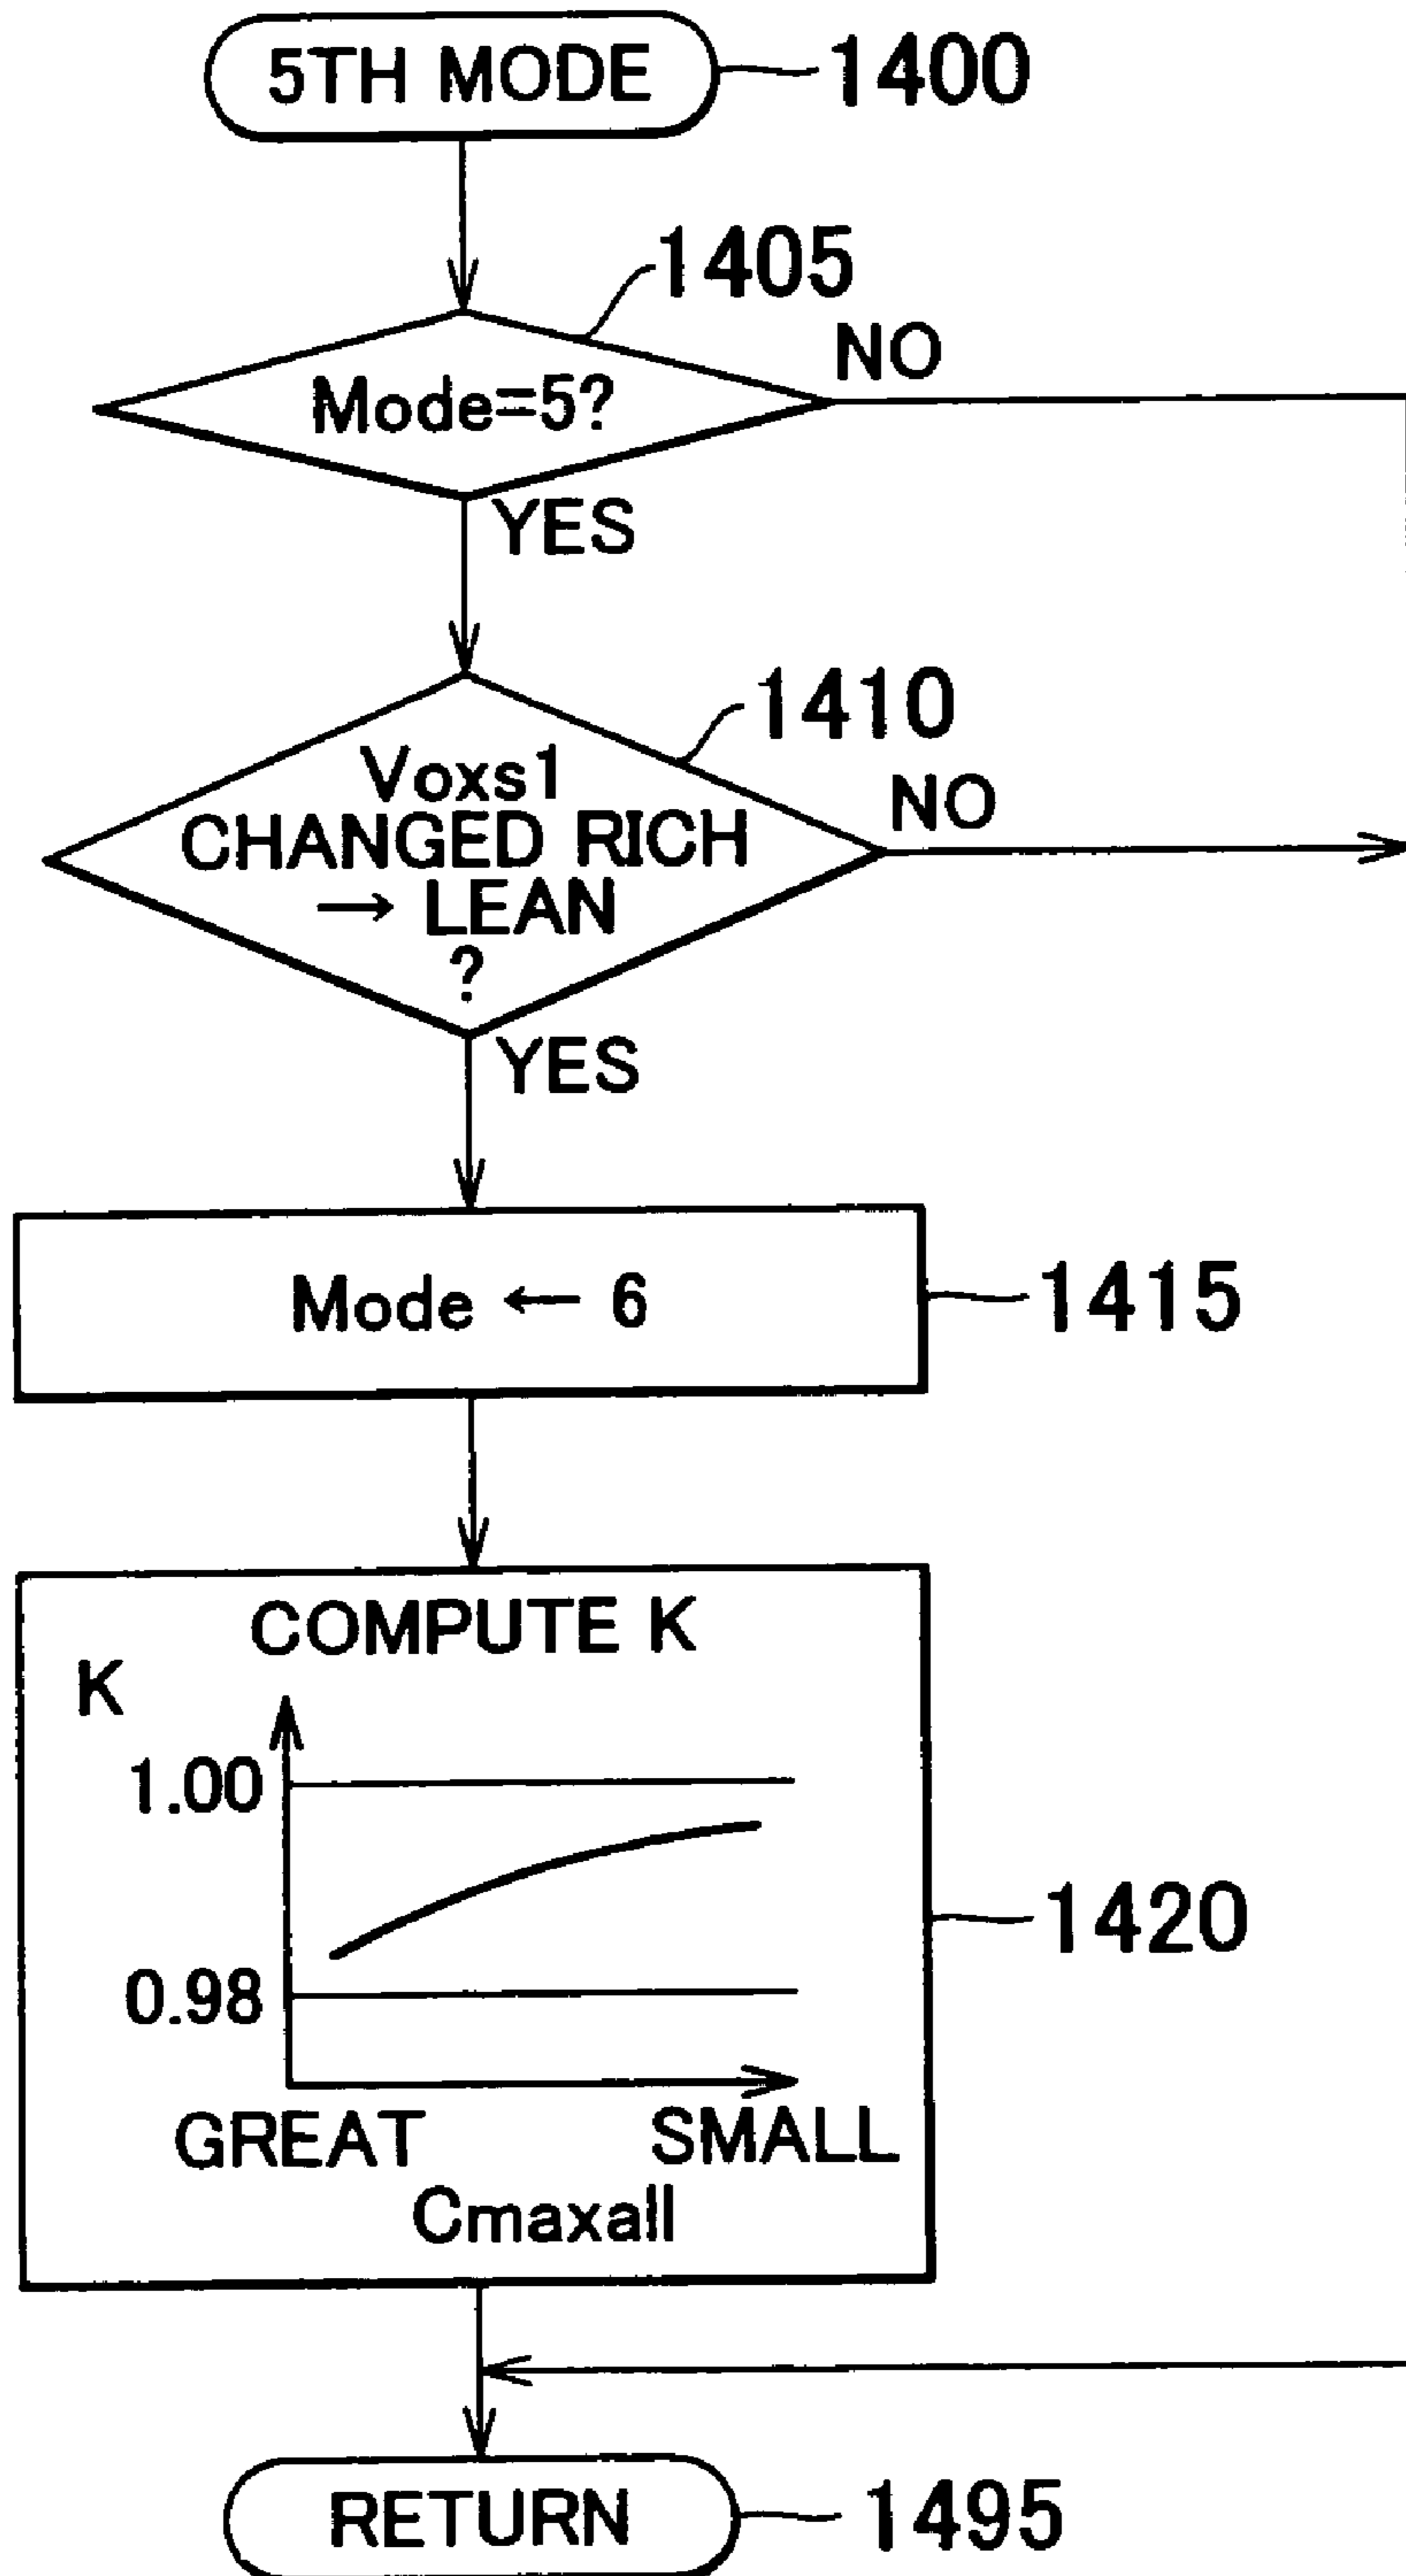 5TH MODE
1400
1405
Mode=5?
NO
YES
1410
Voxs1
CHANGED RICH
→ LEAN
?
NO
YES
Mode ← 6
1415
COMPUTE K
K
1.00
0.98
1420
GREAT SMALL
Cmaxall
RETURN
1495